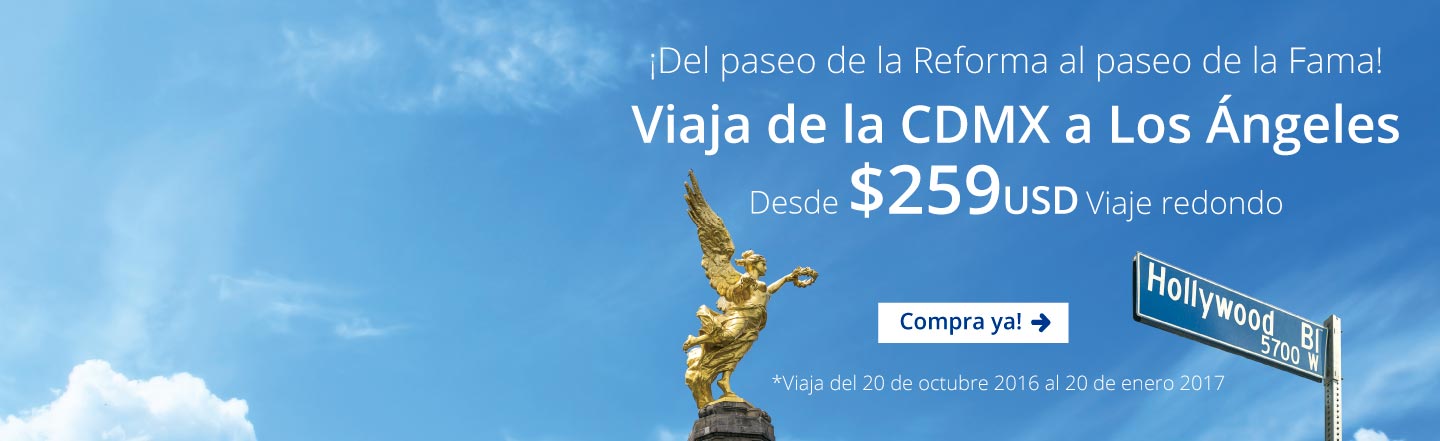 ¡Del paseo de la Reforma al paseo de la Fama!
Viaja de la CDMX a Los Ángeles
Desde $259USD Viaje redondo
Compra ya!
*Viaja del 20 de octubre 2016 al 20 de enero 2017
Hollywood Bl
5700 W